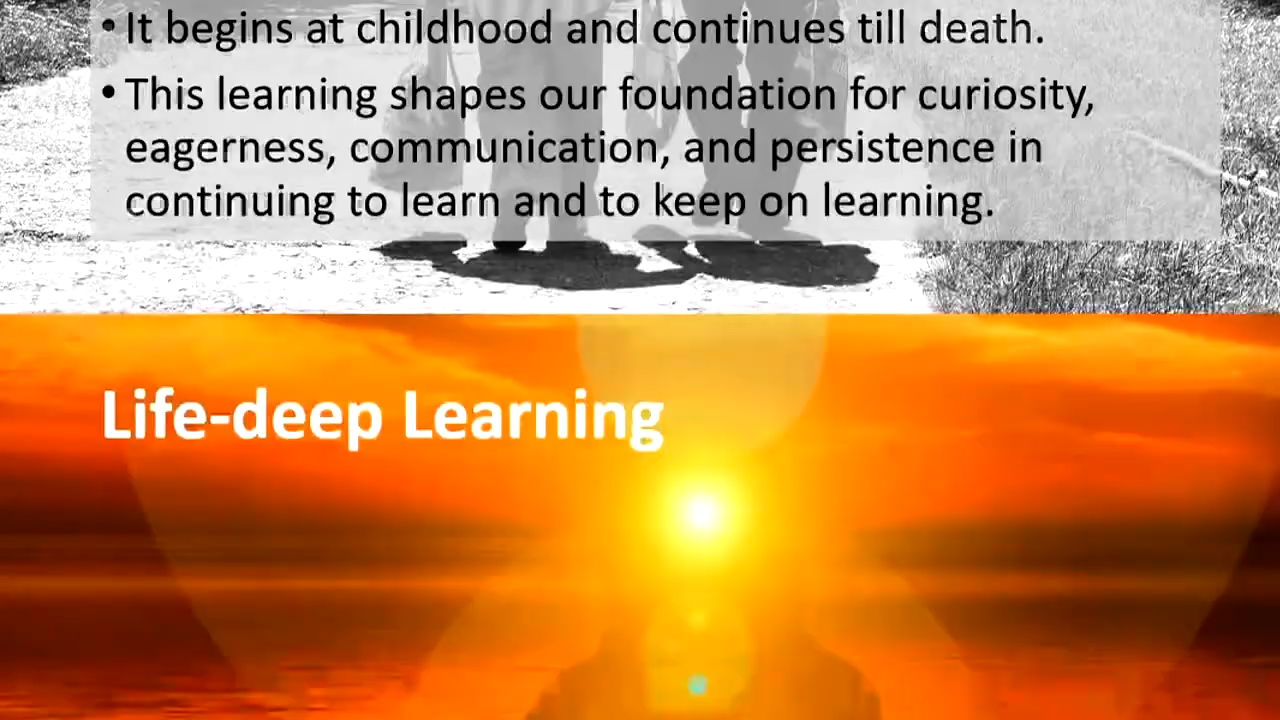 • It begins at childhood and continues till death.
• This learning shapes our foundation for curiosity,
eagerness, communication, and persistence in
continuing to learn and to keep on learning.
Life-deep Learning